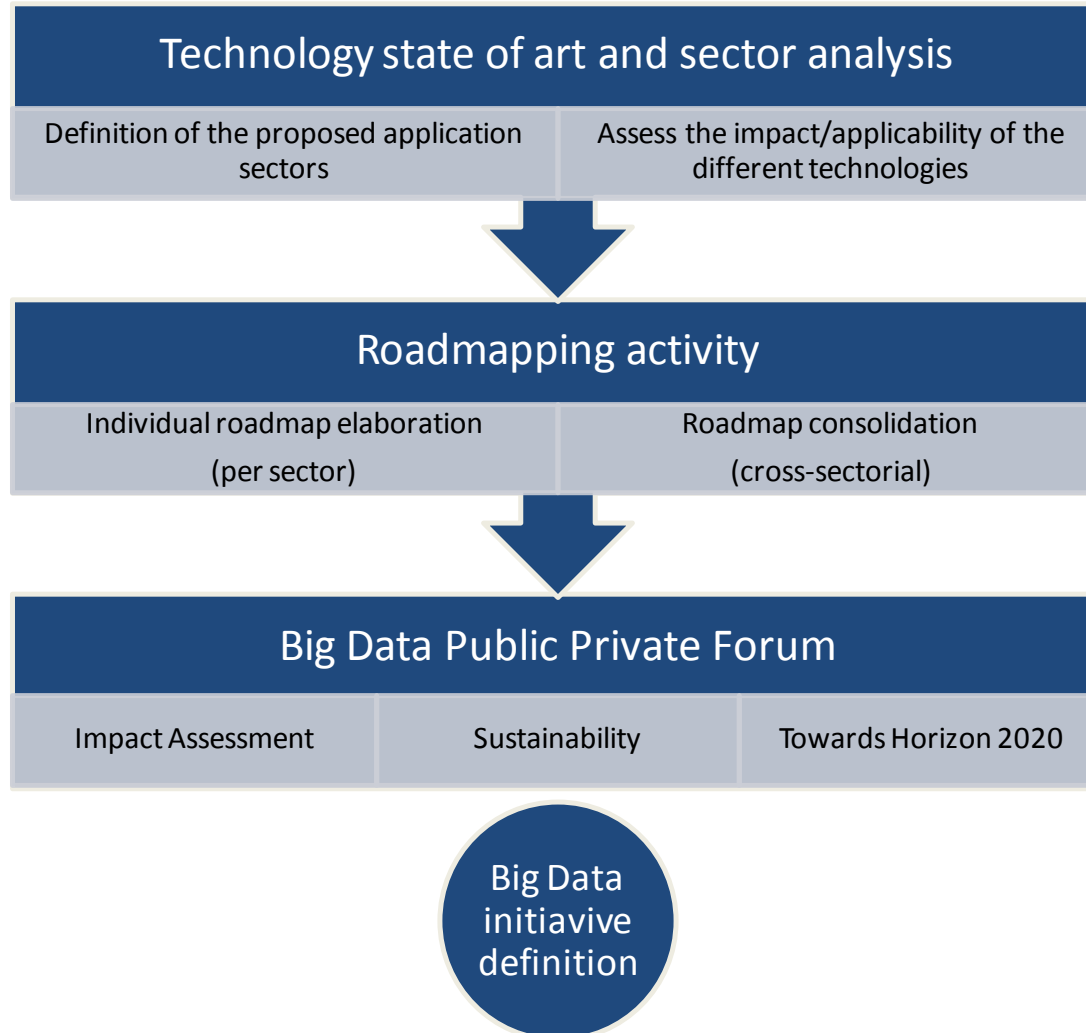 Technology state of art and sector analysis
Definition of the proposed application
sectors
Assess the impact/applicability of the
different technologies
Roadmapping activity
Individual roadmap elaboration
(per sector)
Roadmap consolidation
(cross-sectorial)
Big Data Public Private Forum
Impact Assessment
Sustainability
Towards Horizon 2020
Big Data
initiavive
definition